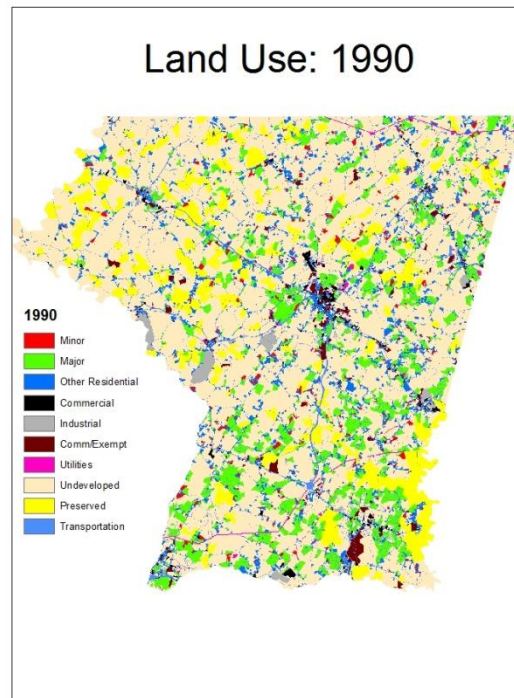 Land Use: 1990
1990
Minor
Major
Other Residential
Commercial
Industrial
Comm/Exempt
Utilities
Undeveloped
Preserved
Transportation